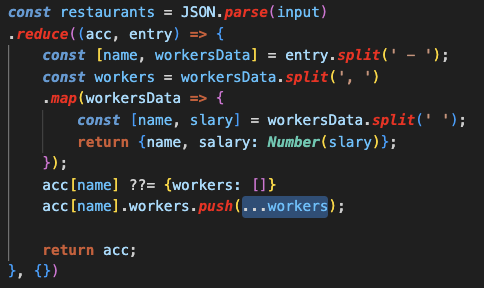 const restaurants = JSON.parse(input)
.reduce((acc, entry) => {
    const [name, workersData] = entry.split(' - ');
    const workers = workersData.split(', ')
    .map(workersData => {
        const [name, slary] = workersData.split(' ');
        return {name, salary: Number(slary)};
    });
    acc[name] ??= {workers: []}
    acc[name].workers.push(...workers);

    return acc;
}, {})